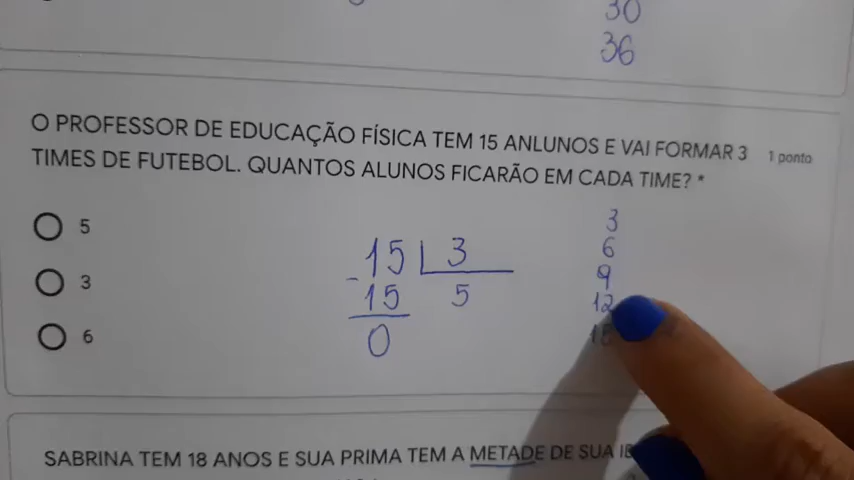 30
36
O PROFESSOR DE EDUCAÇÃO FÍSICA TEM 15 ANLUNOS E VAI FORMAR 3 1 ponto
TIMES DE FUTEBOL. QUANTOS ALUNOS FICARÃO EM CADA TIME? *
5
3
6
15 3
- 15 5
0
3
6
9
12
SABRINA TEM 18 ANOS E SUA PRIMA TEM A METADE DE SUA